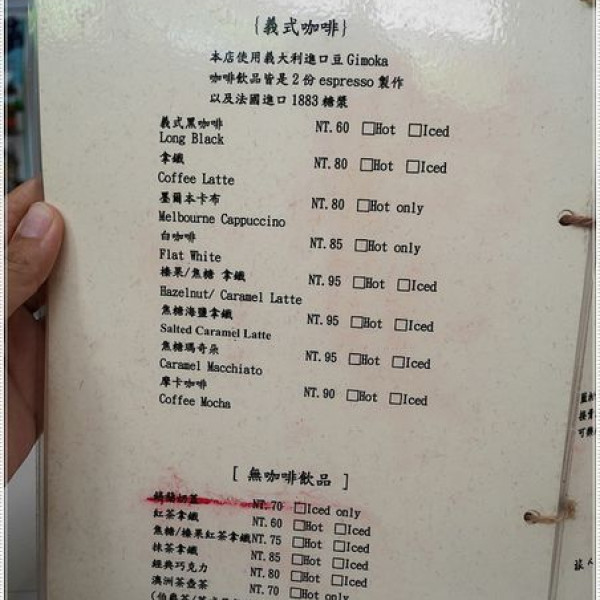 {義式咖啡}
本店使用義大利進口豆 Gimoka
咖啡飲品皆是2份 espresso 製作
以及法國進口 1883 糖漿
義式黑咖啡
Long Black NT. 60 □Hot □Iced
拿鐵
Coffee Latte NT. 80 □Hot □Iced
墨爾本卡布
Melbourne Cappuccino NT. 80 □Hot only
白咖啡
Flat White NT. 85 □Hot only
榛果/焦糖 拿鐵
Hazelnut/ Caramel Latte NT. 95 □Hot □Iced
焦糖海鹽拿鐵
Salted Caramel Latte NT. 95 □Hot □Iced
焦糖瑪奇朵
Caramel Macchiato NT. 95 □Hot □Iced
摩卡咖啡
Coffee Mocha NT. 90 □Hot □Iced
[ 無咖啡飲品 ]
NT. 70 □Iced only
紅茶拿鐵 NT. 60 □Hot □Iced
焦糖/榛果紅茶拿鐵 NT. 75 □Hot □Iced
抹茶拿鐵 NT. 85 □Hot □Iced
經典巧克力 NT. 80 □Hot □Iced
澳洲茶壺茶 NT. 70 □Hot only
旅人